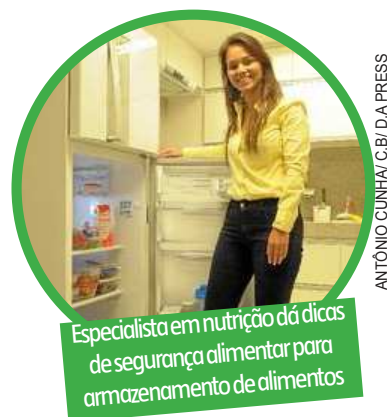 Especialista em nutrição dá dicas
de segurança alimentar para
armazenamento de alimentos
ANTÔNIO CUNHA/ C.B/ D.A PRESS